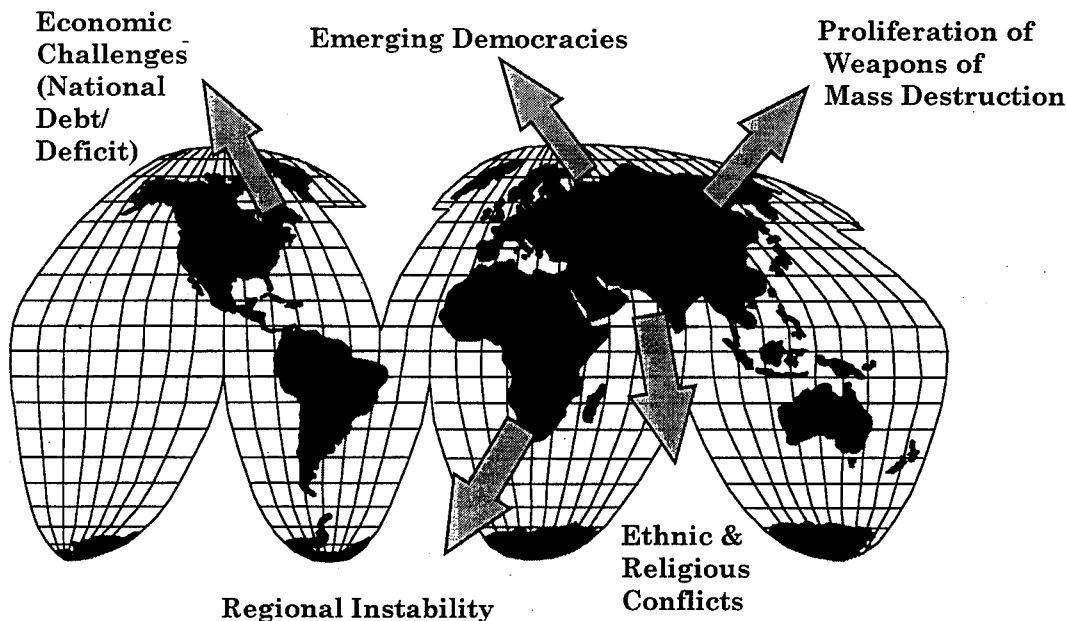 Economic
Challenges
(National
Debt/
Deficit)
Emerging Democracies
Proliferation of
Weapons of
Mass Destruction
Regional Instability
Ethnic &
Religious
Conflicts